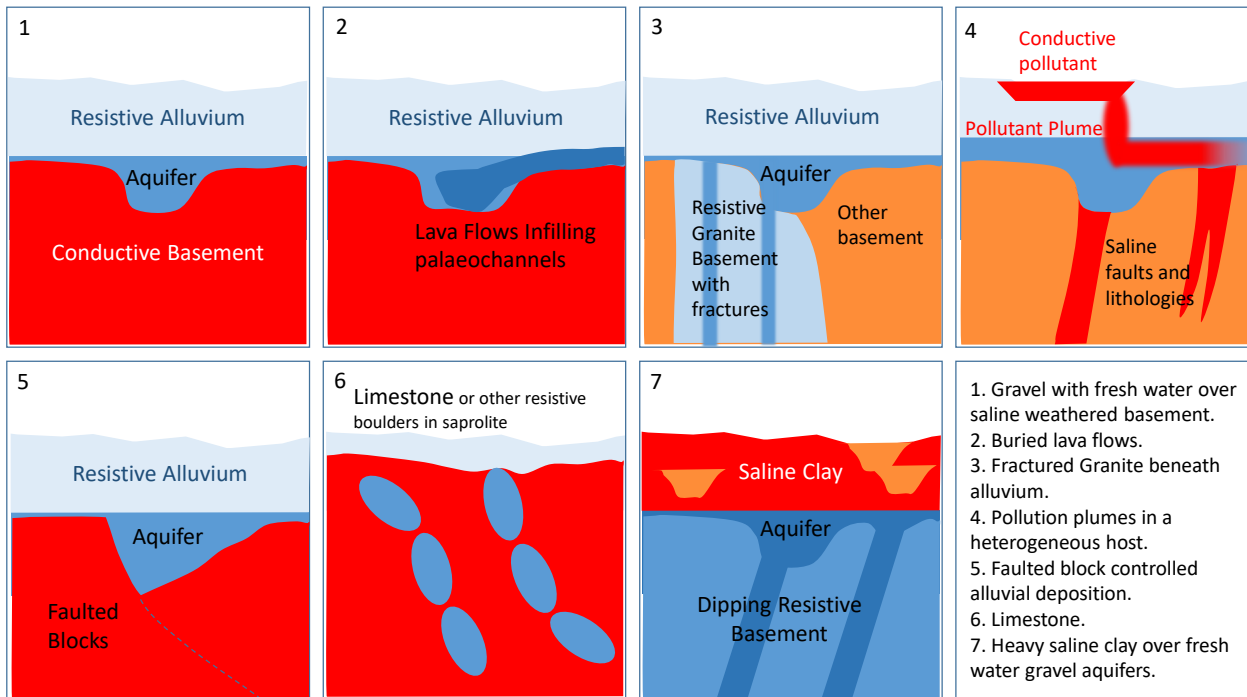 1
Resistive Alluvium
Aquifer
Conductive Basement
2
Resistive Alluvium
Lava Flows Infilling
palaeochannels
3
Resistive Alluvium
Aquifer
Resistive
Granite
Basement
with
fractures
Other
basement
4
Conductive
pollutant
Pollutant Plume
Saline
faults and
lithologies
5
Resistive Alluvium
Aquifer
Faulted
Blocks
6
Limestone or other resistive
boulders in saprolite
7
Saline Clay
Aquifer
Dipping Resistive
Basement
1. Gravel with fresh water over
saline weathered basement.
2. Buried lava flows.
3. Fractured Granite beneath
alluvium.
4. Pollution plumes in a
heterogeneous host.
5. Faulted block controlled
alluvial deposition.
6. Limestone.
7. Heavy saline clay over fresh
water gravel aquifers.